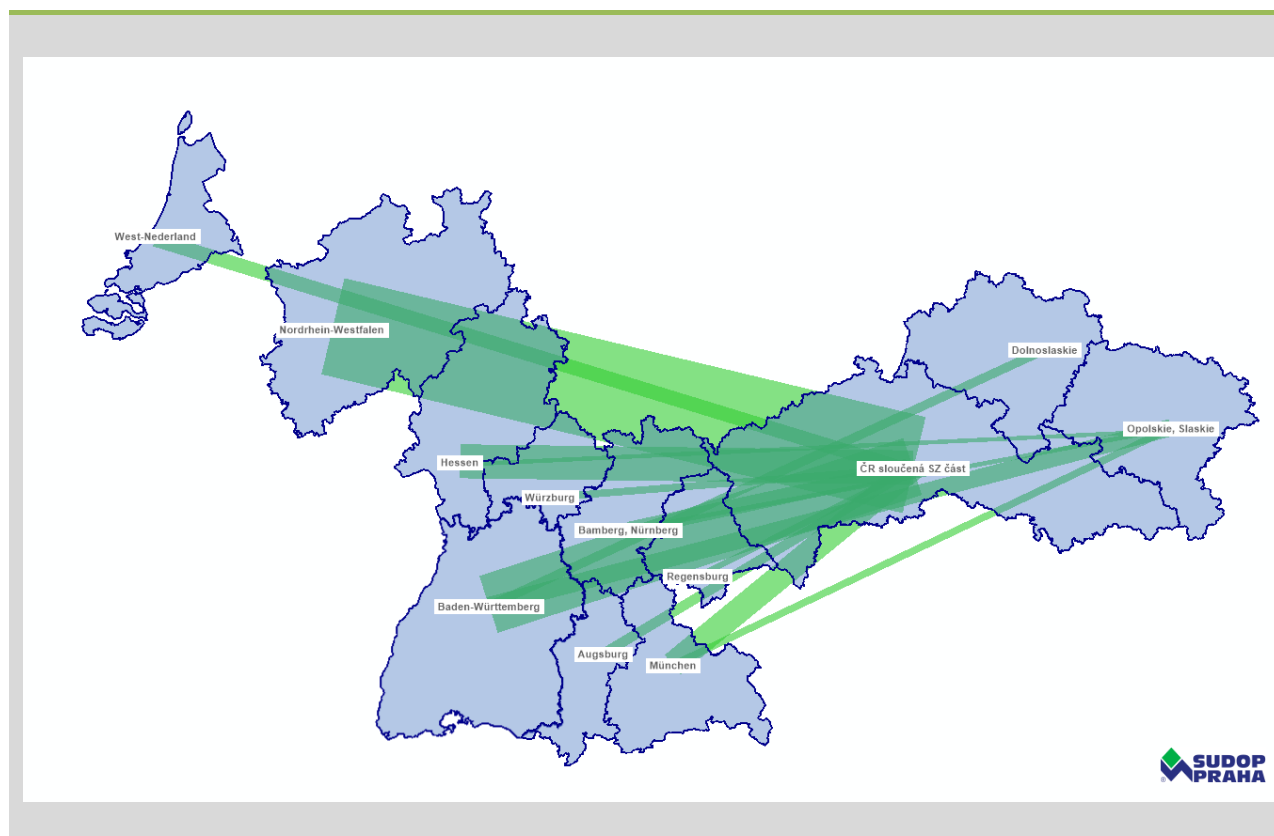 West-Nederland
Nordrhein-Westfalen
Dolnoslaskie
Opolskie, Slaskie
Hessen
ČR sloučená SZ část
Würzburg
Bamberg, Nürnberg
Regensburg
Baden-Württemberg
Augsburg
München
SUDOP
PRAHA